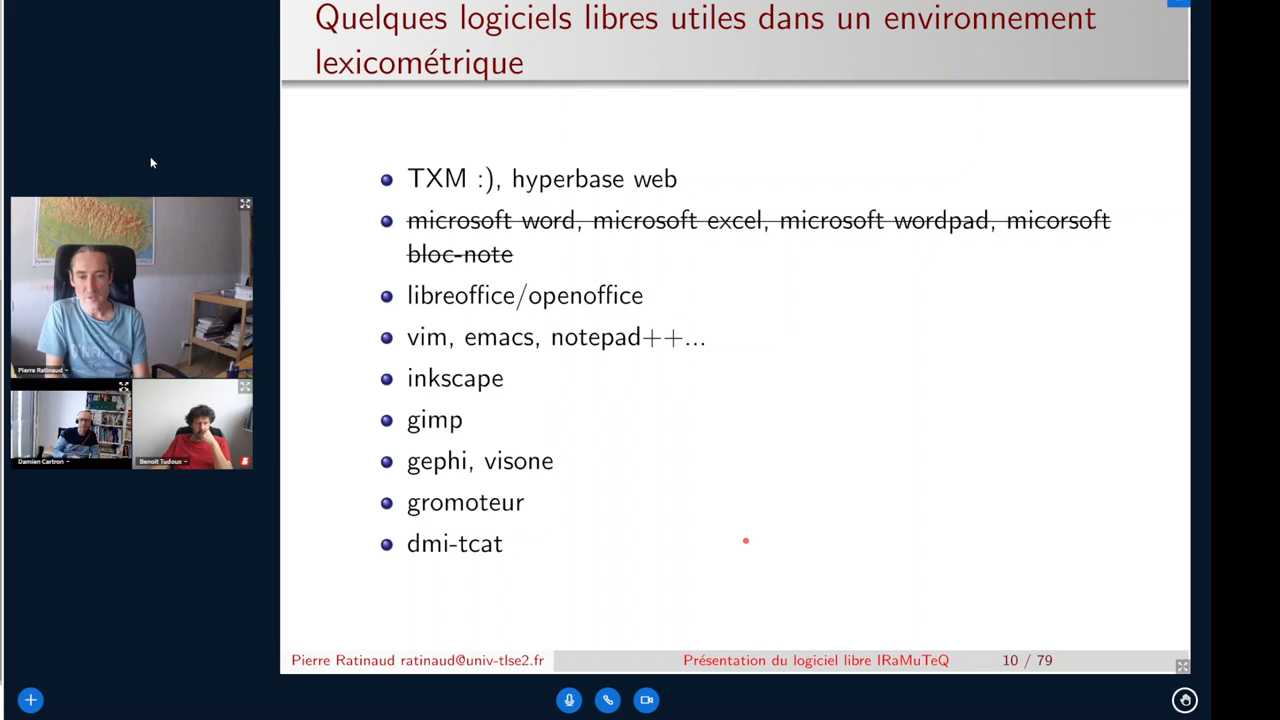 Quelques logiciels libres utiles dans un environnement
lexicométrique
TXM :), hyperbase web
microsoft word, microsoft excel, microsoft wordpad, micorsoft
bloc-note
libreoffice/openoffice
vim, emacs, notepad++...
inkscape
gimp
gephi, visone
gromoteur
dmi-tcat
Pierre Ratinaud
Damien Cartron
Benoit Tudoux
Pierre Ratinaud ratinaud@univ-tlse2.fr
Présentation du logiciel libre IRaMuTeQ
10 / 79